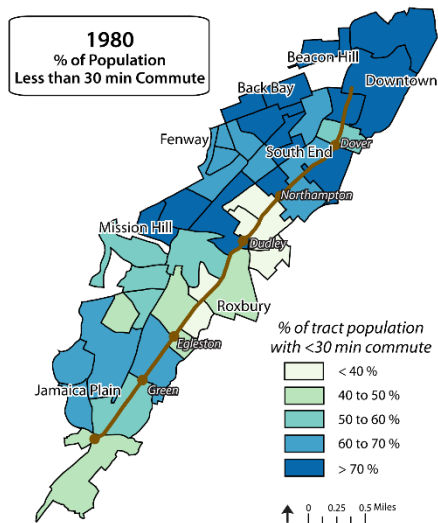 1980
% of Population
Less than 30 min Commute
Beacon Hill
Downtown
Back Bay
Fenway
South End
Dover
Northampton
Mission Hill
Dudley
Roxbury
Egleston
Jamaica Plain
Green
% of tract population
with <30 min commute
< 40 %
40 to 50 %
50 to 60 %
60 to 70 %
> 70 %
0 0.25 0.5 Miles